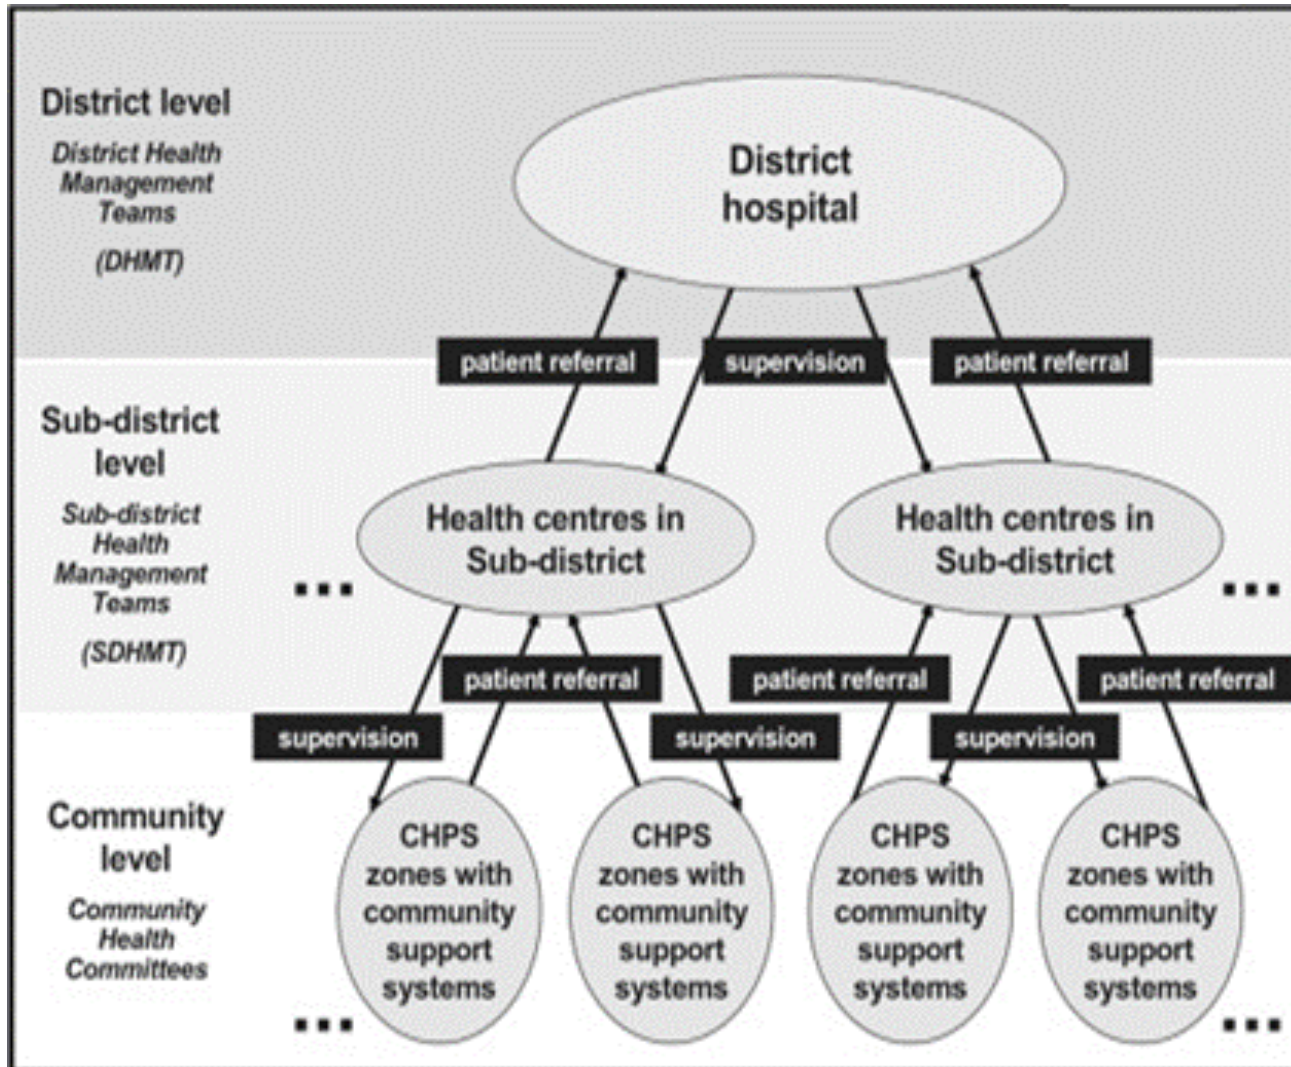 District level
District Health
Management
Teams
(DHMT)
District
hospital
patient referral
supervision
patient referral
Sub-district
level
Sub-district
Health
Management
Teams
(SDHMT)
Health centres in
Sub-district
Health centres in
Sub-district
...
...
patient referral
patient referral
patient referral
supervision
supervision
supervision
Community
level
Community
Health
Committees
CHPS
zones with
community
support
systems
CHPS
zones with
community
support
systems
CHPS
zones with
community
support
systems
CHPS
zones with
community
support
systems
...
...